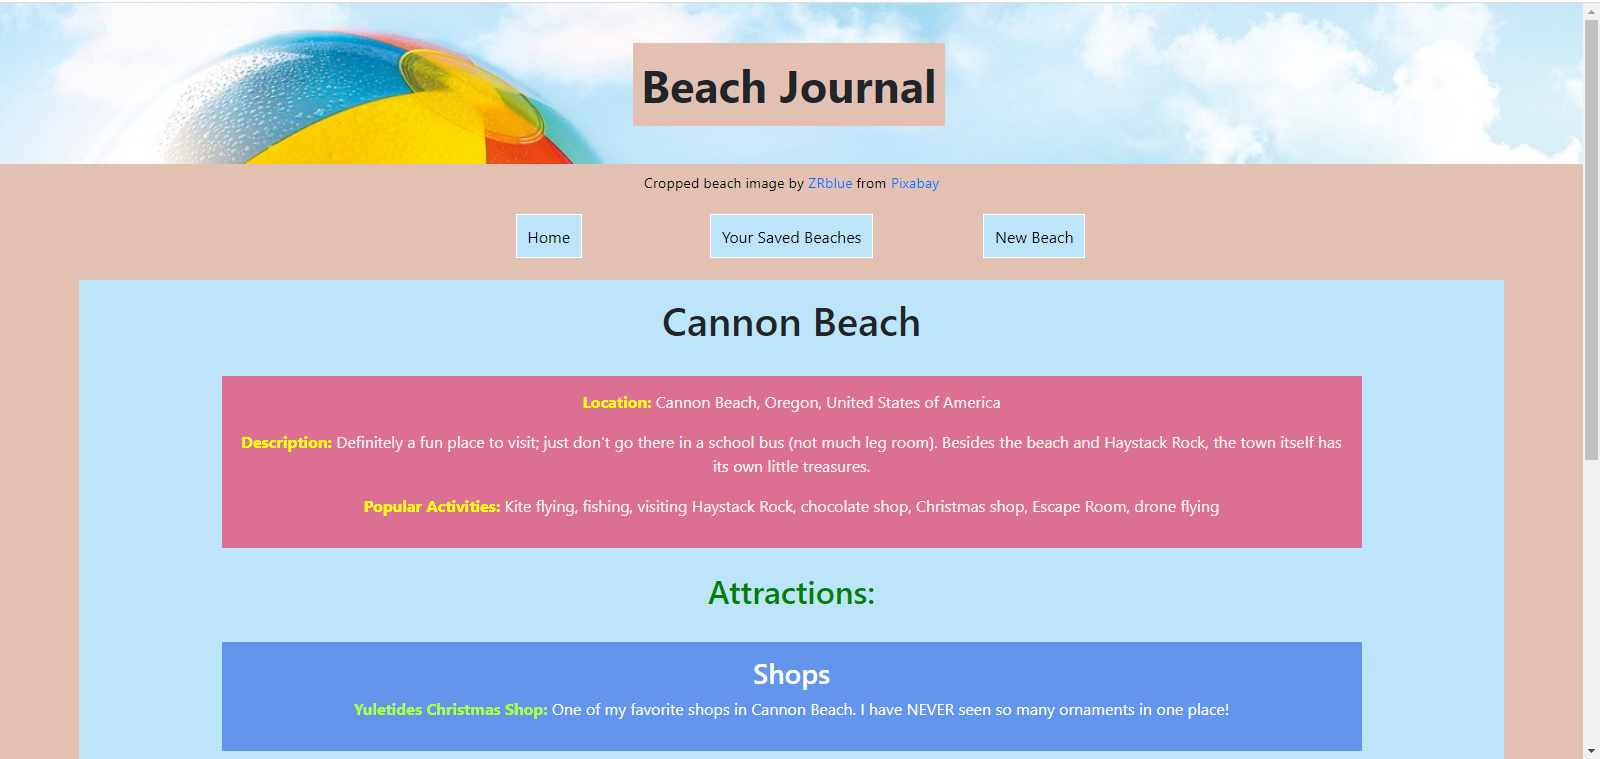 Beach Journal
Cropped beach image by ZRblue from Pixabay
Home
Your Saved Beaches
New Beach
Cannon Beach
Location: Cannon Beach, Oregon, United States of America
Description: Definitely a fun place to visit; just don't go there in a school bus (not much leg room). Besides the beach and Haystack Rock, the town itself has
its own little treasures.
Popular Activities: Kite flying, fishing, visiting Haystack Rock, chocolate shop, Christmas shop, Escape Room, drone flying
Attractions:
Shops
Yuletides Christmas Shop: One of my favorite shops in Cannon Beach. I have NEVER seen so many ornaments in one place!